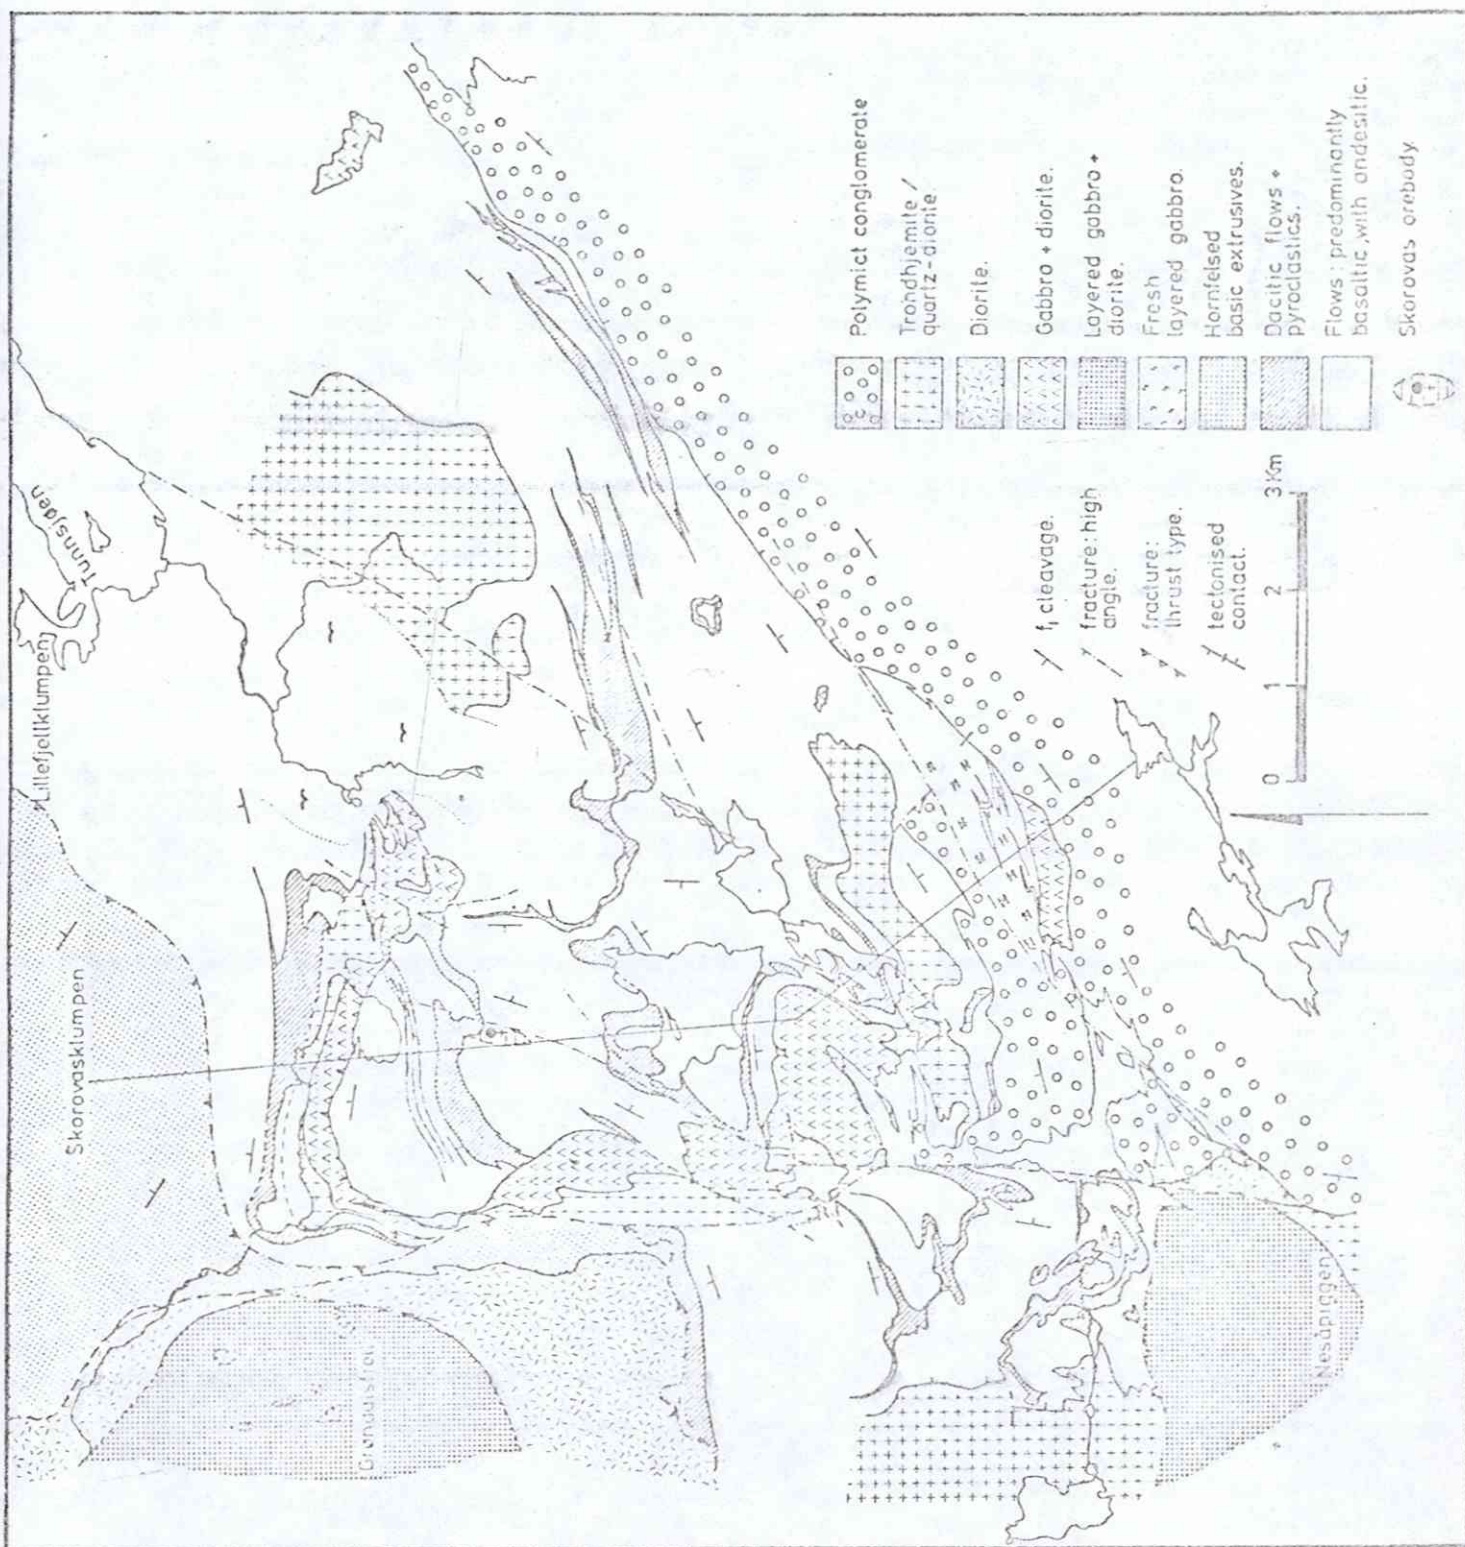 Lillefjellklumpen
Tunnsjøen
Skorovasklumpen
Grøndalsfjell
Nesåpiggen
Polymict conglomerate
Trondhjemite /
quartz-diorite
Diorite.
Gabbro + diorite.
Layered gabbro +
diorite.
Fresh
layered gabbro.
Hornfelsed
basic extrusives.
Dacitic flows +
pyroclastics.
Flows: predominantly
basaltic, with andesitic.
Skorovas orebody.
f₁ cleavage.
fracture: high
angle.
fracture:
thrust type.
tectonised
contact.
0 1 2 3 Km